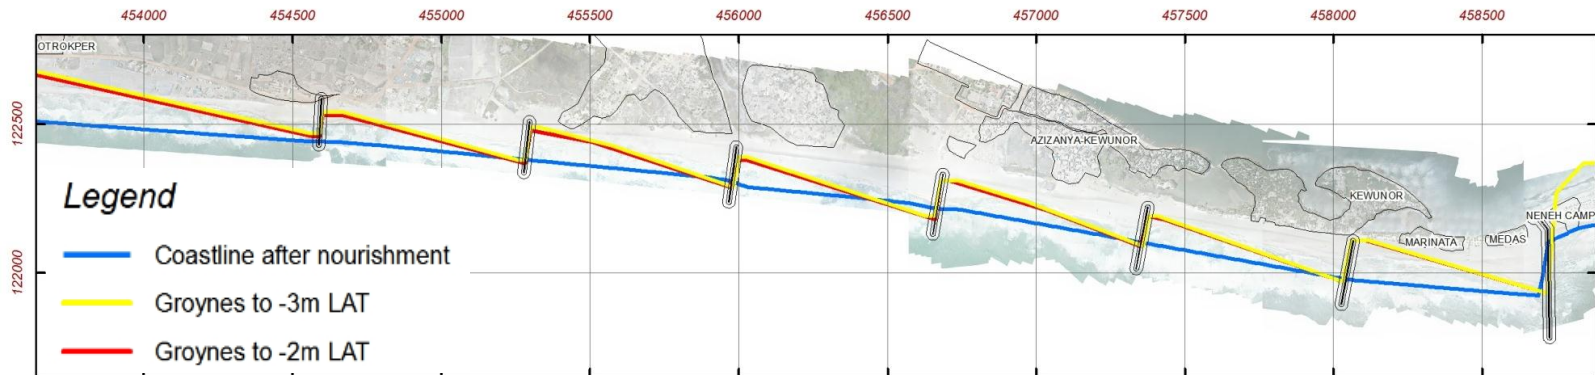 454000 454500 455000 455500 456000 456500 457000 457500 458000 458500
OTROKPER
122500
AZIZANYA-KEWUNOR
KEWUNOR
NENEH CAMP
MARINATA
MEDAS
122000
Legend
Coastline after nourishment
Groynes to -3m LAT
Groynes to -2m LAT